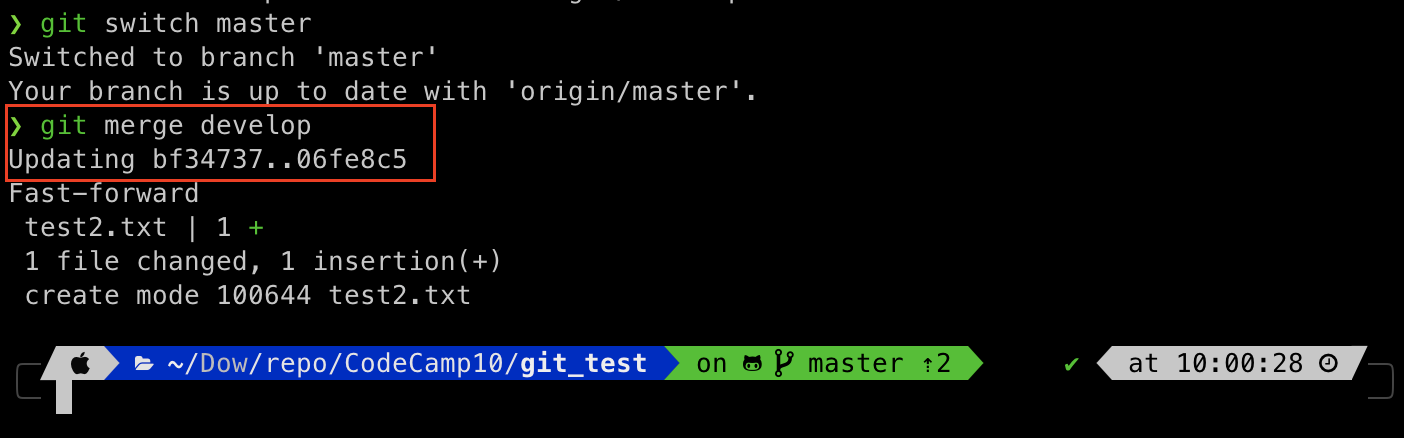 ❯ git switch master
Switched to branch 'master'
Your branch is up to date with 'origin/master'.
❯ git merge develop
Updating bf34737..06fe8c5
Fast-forward
 test2.txt | 1 +
 1 file changed, 1 insertion(+)
 create mode 100644 test2.txt
~/Dow/repo/CodeCamp10/git_test on master ⇡2 ✔ at 10:00:28